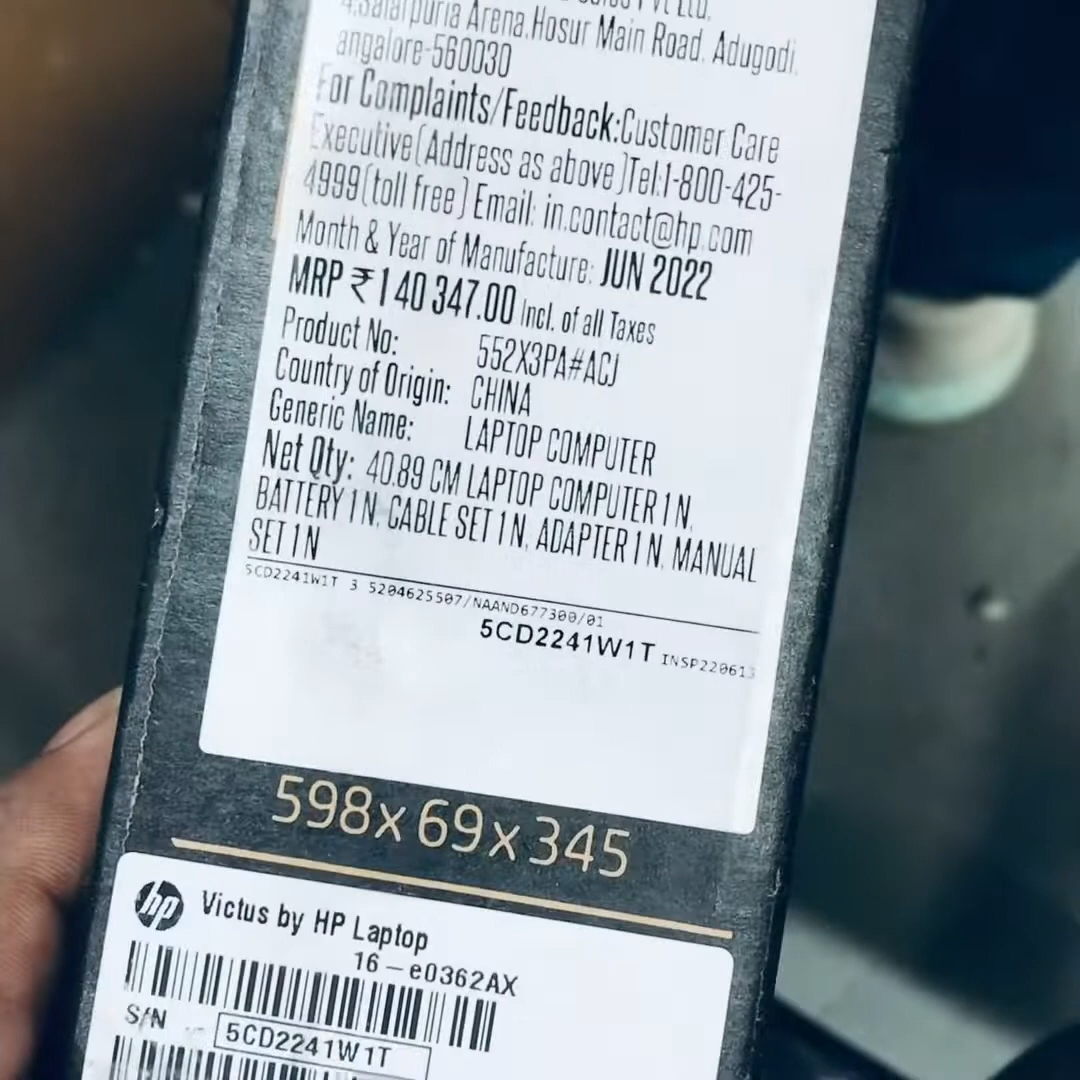 Pvt Ltd.
Arena, Hosur Main Road, Adugodi,
angalore-560030
For Complaints/Feedback:Customer Care
Executive(Address as above)Tel:1-800-425-
4999(toll free) Email: in.contact@hp.com
Month & Year of Manufacture: JUN 2022
MRP ₹140 347.00 Incl. of all Taxes
Product No: 552X3PA#ACJ
Country of Origin: CHINA
Generic Name: LAPTOP COMPUTER
Net Qty: 40.89 CM LAPTOP COMPUTER 1 N,
BATTERY 1 N, CABLE SET 1 N, ADAPTER 1 N, MANUAL
SET 1 N
5CD2241W1T 3 5204625507/NAAND677300/01
5CD2241W1T INSP220613
598x69x345
hp Victus by HP Laptop
16-e0362AX
S/N 5CD2241W1T